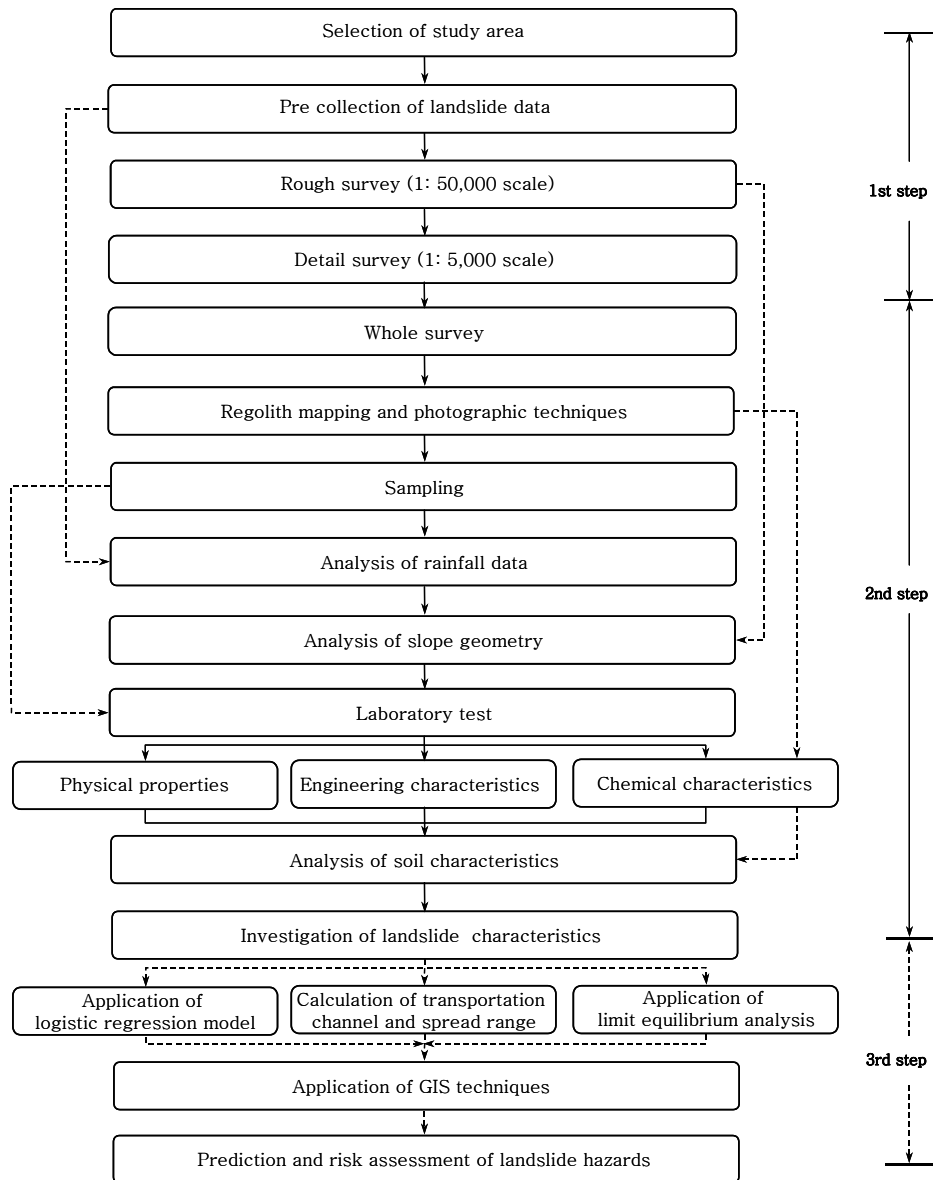 Selection of study area
Pre collection of landslide data
Rough survey (1: 50,000 scale)
1st step
Detail survey (1: 5,000 scale)
Whole survey
Regolith mapping and photographic techniques
Sampling
Analysis of rainfall data
2nd step
Analysis of slope geometry
Laboratory test
Physical properties
Engineering characteristics
Chemical characteristics
Analysis of soil characteristics
Investigation of landslide characteristics
Application of
logistic regression model
Calculation of transportation
channel and spread range
Application of
limit equilibrium analysis
3rd step
Application of GIS techniques
Prediction and risk assessment of landslide hazards